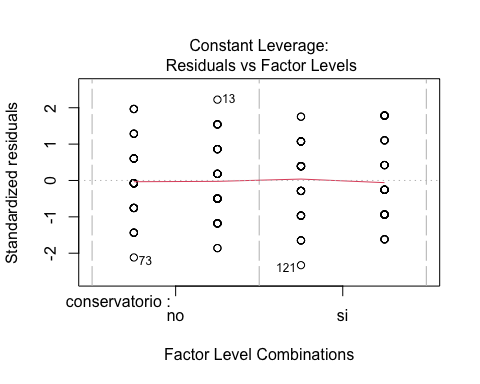 Constant Leverage:
Residuals vs Factor Levels
Standardized residuals
2
1
0
-1
-2
13
73
121
conservatorio :
no
si
Factor Level Combinations